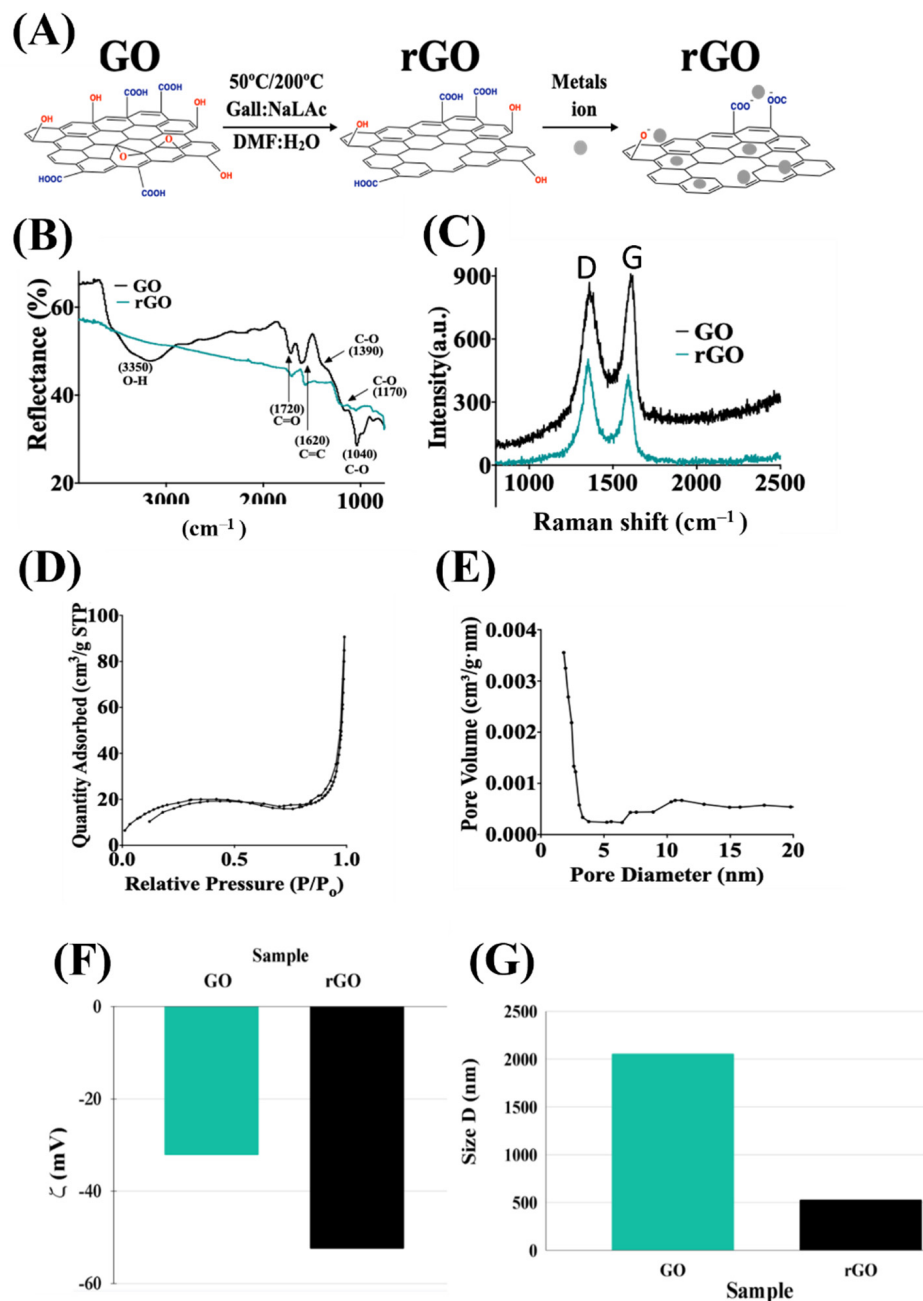 (A)
GO
50°C/200°C
Gall:NaLAc
DMF:H₂O
rGO
Metals
ion
rGO
COOH
COOH
OH
OH
OH
O
O
HOOC
COOH
OH
COOH
COOH
OH
HOOC
OH
COO⁻
⁻OOC
O⁻
(B)
GO
rGO
Reflectance (%)
60
40
20
(3350)
O-H
(1720)
C=O
(1620)
C=C
C-O
(1390)
C-O
(1170)
(1040)
C-O
3000
2000
1000
(cm⁻¹)
(C)
D
G
GO
rGO
Intensity(a.u.)
900
600
300
0
1000
1500
2000
2500
Raman shift (cm⁻¹)
(D)
Quantity Adsorbed (cm³/g STP
100
80
60
40
20
0
0.0
0.5
1.0
Relative Pressure (P/Pₒ)
(E)
Pore Volume (cm³/g·nm)
0.004
0.003
0.002
0.001
0.000
0
5
10
15
20
Pore Diameter (nm)
(F)
Sample
GO
rGO
ζ (mV)
0
-20
-40
-60
(G)
Size D (nm)
2500
2000
1500
1000
500
0
GO
rGO
Sample